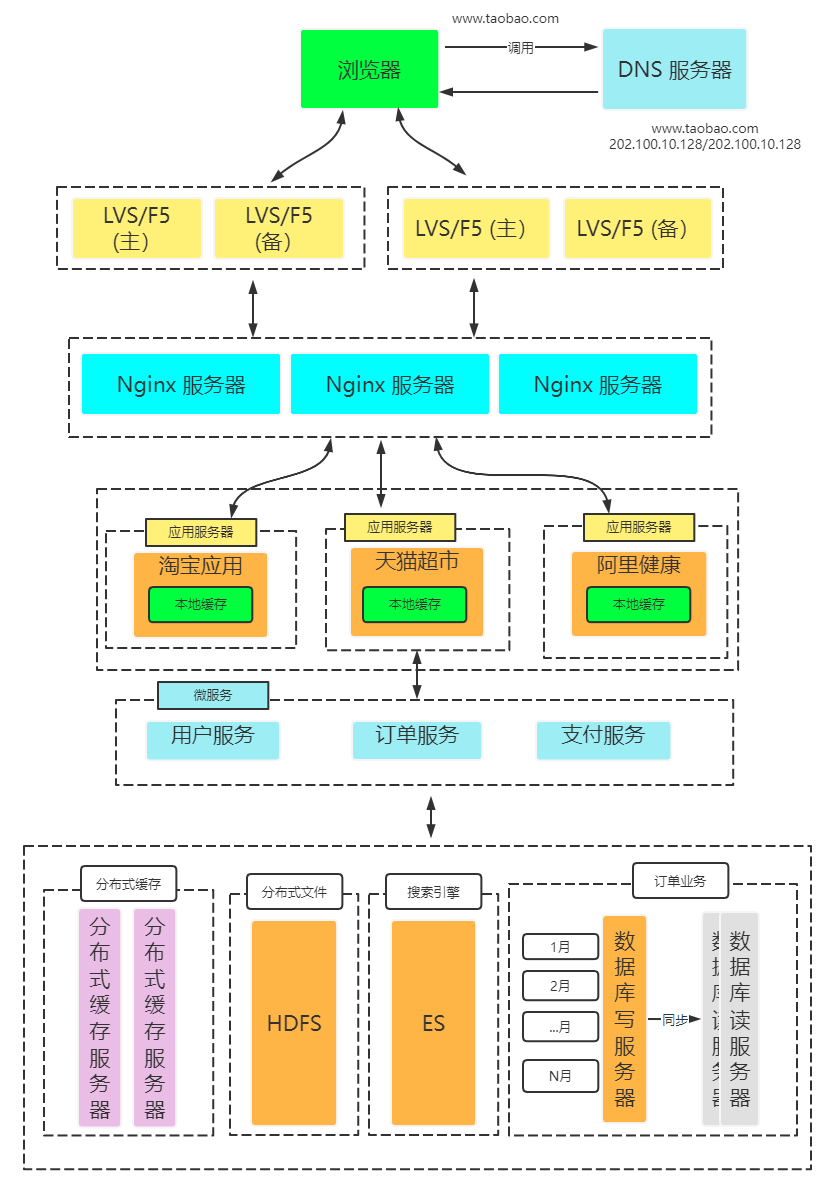 www.taobao.com
浏览器
调用
DNS 服务器
www.taobao.com
202.100.10.128/202.100.10.128
LVS/F5
(主)
LVS/F5
(备)
LVS/F5 (主)
LVS/F5 (备)
Nginx 服务器
Nginx 服务器
Nginx 服务器
应用服务器
淘宝应用
本地缓存
应用服务器
天猫超市
本地缓存
应用服务器
阿里健康
本地缓存
微服务
用户服务
订单服务
支付服务
分布式缓存
分布式缓存服务器
分布式缓存服务器
分布式文件
HDFS
搜索引擎
ES
订单业务
1月
2月
...月
N月
数据库写服务器
同步
数据库读服务器
数据库读服务器